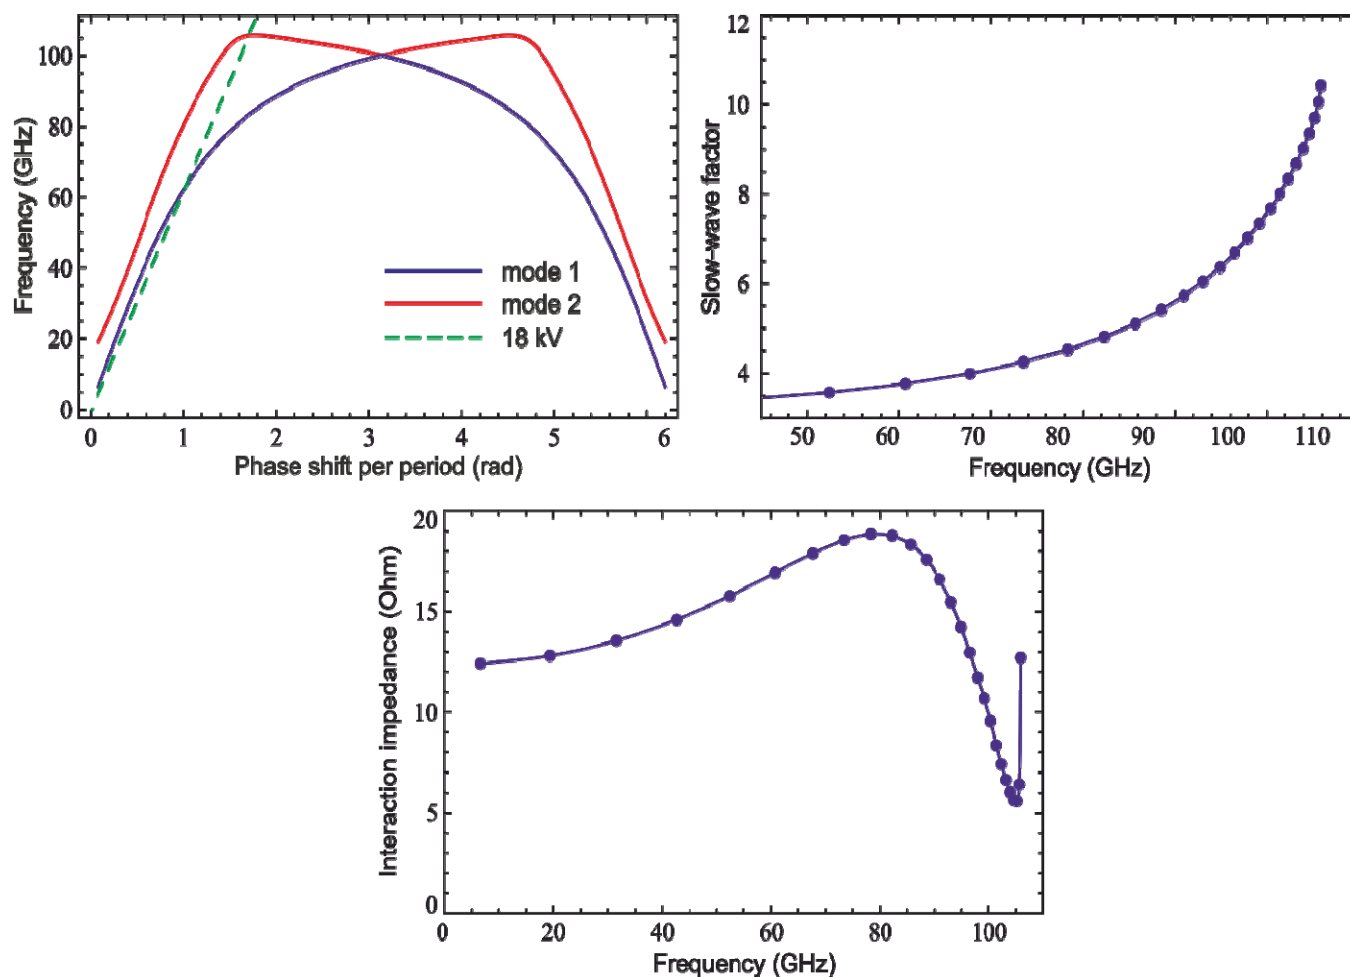 100
80
60
40
20
0
Frequency (GHz)
0 1 2 3 4 5 6
Phase shift per period (rad)
mode 1
mode 2
18 kV
12
10
8
6
4
Slow-wave factor
50 60 70 80 90 100 110
Frequency (GHz)
20
15
10
5
0
Interaction impedance (Ohm)
0 20 40 60 80 100
Frequency (GHz)